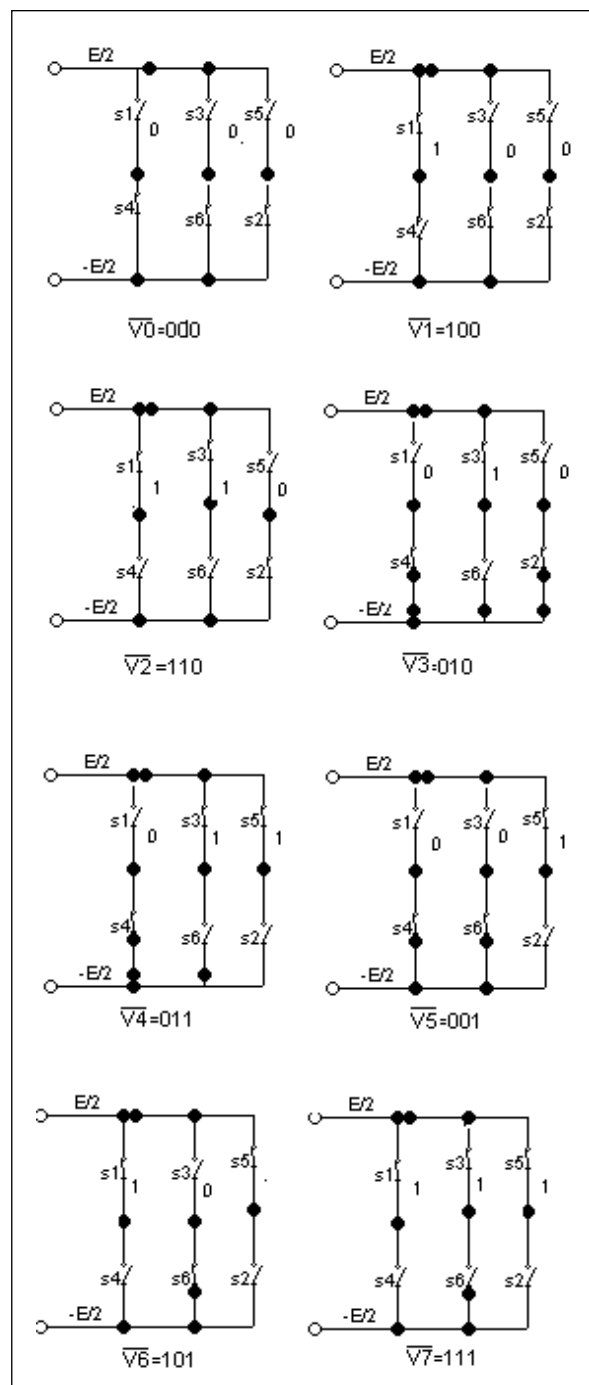 E/2 E/2
s1 s3 s5 s1 s3 s5
0 0. 0 1 0 0
s4 s6 s2 s4 s6 s2
-E/2 -E/2
V0=000 V1=100
E/2 E/2
s1 s3 s5 s1 s3 s5
1 1 0 0 1 0
s4 s6 s2 s4 s6 s2
-E/2 -E/2
V2=110 V3=010
E/2 E/2
s1 s3 s5 s1 s3 s5
0 1 1 0 0 1
s4 s6 s2 s4 s6 s2
-E/2 -E/2
V4=011 V5=001
E/2 E/2
s1 s3 s5 s1 s3 s5
1 0 . 1 1 1
s4 s6 s2 s4 s6 s2
-E/2 -E/2
V6=101 V7=111